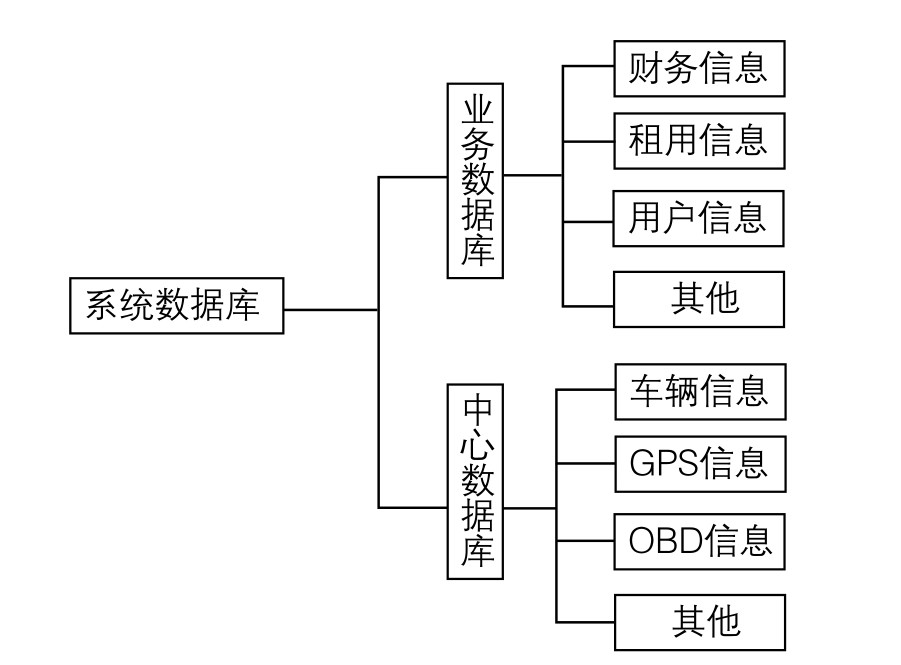 系统数据库
业务数据库
财务信息
租用信息
用户信息
其他
中心数据库
车辆信息
GPS信息
OBD信息
其他